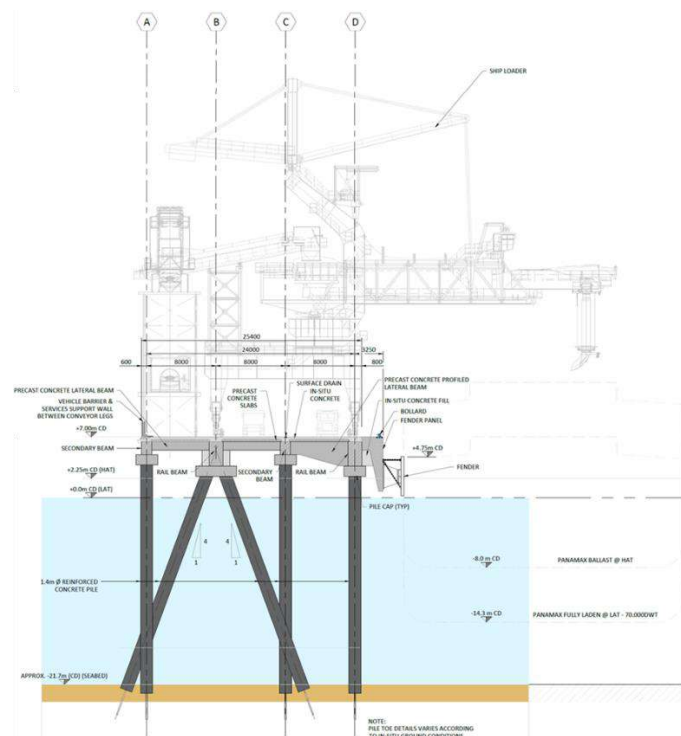 A B C D
SHIP LOADER
25400
24000 3250
600 8000 8000 8000 800
PRECAST CONCRETE LATERAL BEAM
VEHICLE BARRIER &
SERVICES SUPPORT WALL
BETWEEN CONVEYOR LEGS
+7.00m CD
SECONDARY BEAM
+2.25m CD (HAT)
+0.0m CD (LAT)
PRECAST
CONCRETE
SLABS
SURFACE DRAIN
IN-SITU
CONCRETE
PRECAST CONCRETE PROFILED
LATERAL BEAM
IN-SITU CONCRETE FILL
BOLLARD
FENDER PANEL
+4.75m CD
RAIL BEAM
SECONDARY
BEAM
RAIL BEAM
FENDER
PILE CAP (TYP)
4 4
1 1
1.4m Ø REINFORCED
CONCRETE PILE
-8.0 m CD
PANAMAX BALLAST @ HAT
-14.3 m CD
PANAMAX FULLY LADEN @ LAT - 70.000DWT
APPROX. -21.7m (CD) (SEABED)
NOTE:
PILE TOE DETAILS VARIES ACCORDING
TO IN-SITU GROUND CONDITIONS